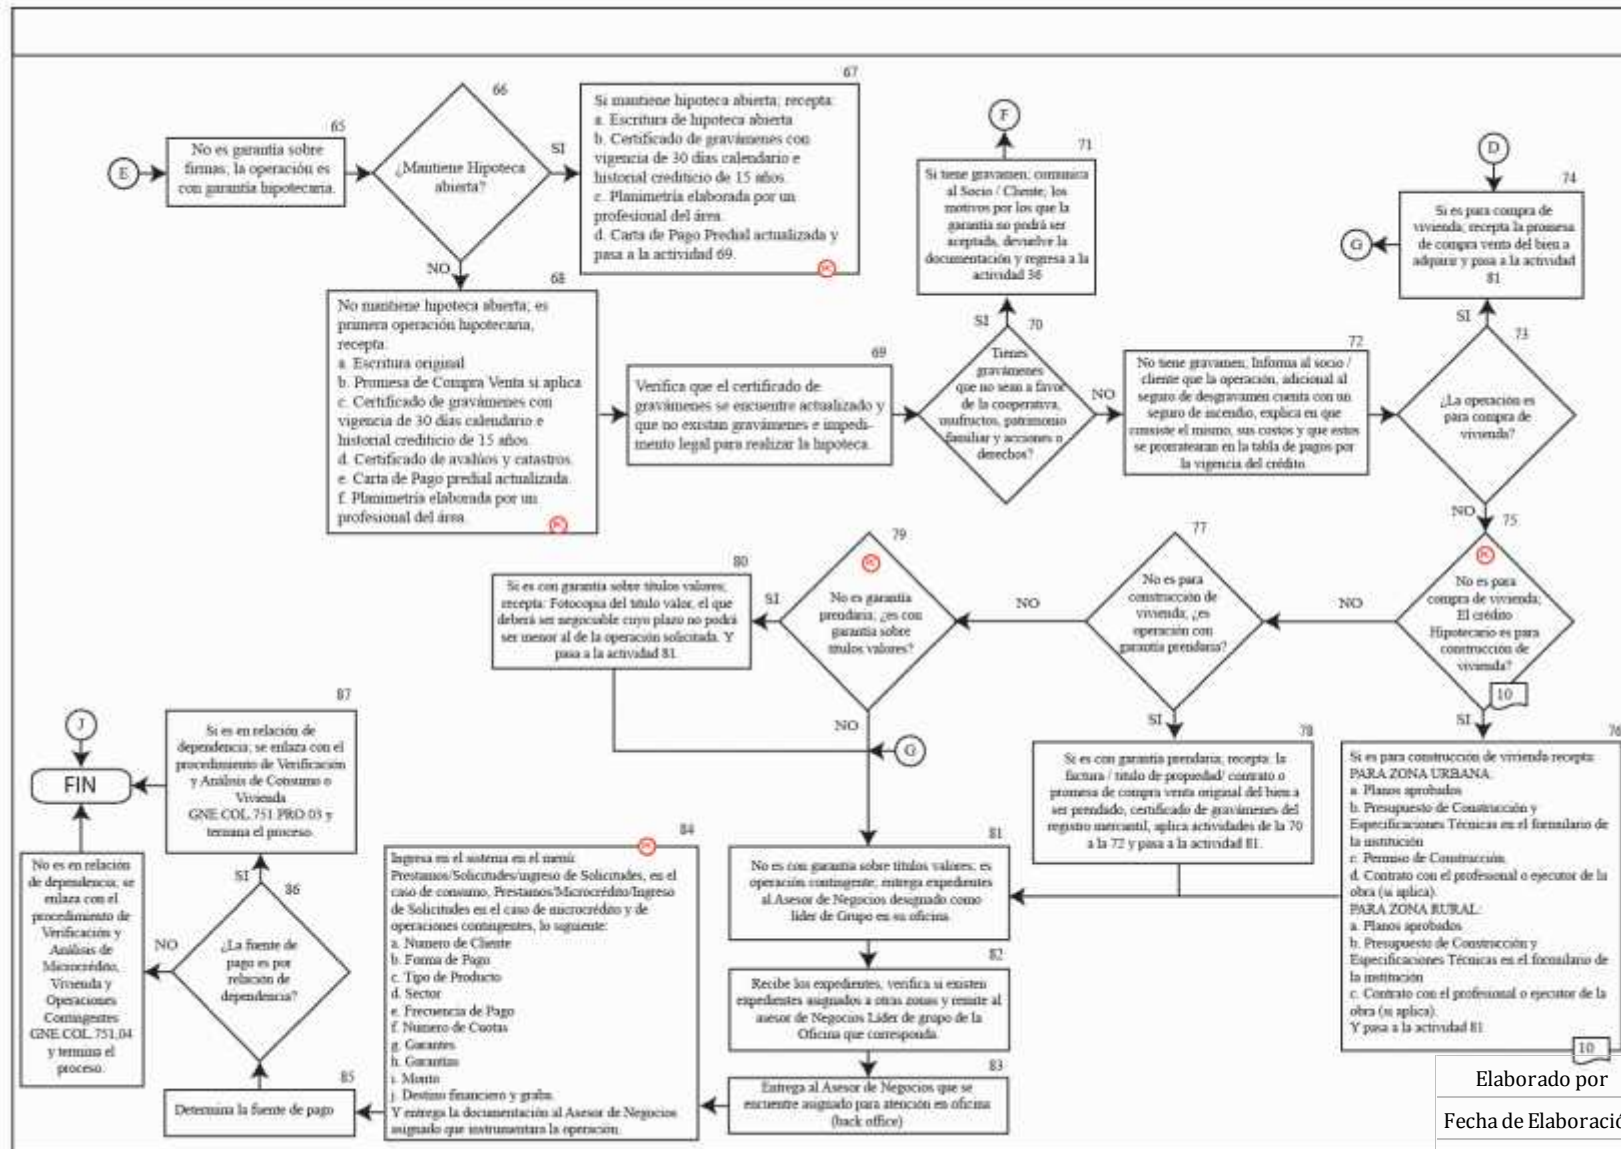 E
65
No es garantía sobre
firmas; la operación es
con garantía hipotecaria.
66
¿Mantiene Hipoteca
abierta?
SI
NO
67
Si mantiene hipoteca abierta; recepta:
a. Escritura de hipoteca abierta
b. Certificado de gravámenes con
vigencia de 30 días calendario e
historial crediticio de 15 años.
c. Planimetría elaborada por un
profesional del área.
d. Carta de Pago Predial actualizada y
pasa a la actividad 69.
68
No mantiene hipoteca abierta; es
primera operación hipotecaria,
recepta:
a. Escritura original
b. Promesa de Compra Venta si aplica
c. Certificado de gravámenes con
vigencia de 30 días calendario e
historial crediticio de 15 años.
d. Certificado de avalúos y catastros.
e. Carta de Pago predial actualizada.
f. Planimetría elaborada por un
profesional del área.
69
Verifica que el certificado de
gravámenes se encuentre actualizado y
que no existan gravámenes e impedi-
mento legal para realizar la hipoteca.
F
71
Si tiene gravamen; comunica
al Socio / Cliente; los
motivos por los que la
garantía no podrá ser
aceptada, devuelve la
documentación y regresa a la
actividad 36
SI
70
Tienes
gravámenes
que no sean a favor
de la cooperativa,
usufructos, patrimonio
familiar y acciones o
derechos?
NO
72
No tiene gravamen; Informa al socio /
cliente que la operación, adicional al
seguro de desgravamen cuenta con un
seguro de incendio, explica en que
consiste el mismo, sus costos y que estos
se prorratearan en la tabla de pagos por
la vigencia del crédito.
D
74
Si es para compra de
vivienda; recepta la promesa
de compra venta del bien a
adquirir y pasa a la actividad
81
G
SI
73
¿La operación es
para compra de
vivienda?
NO
75
No es para
compra de vivienda;
El crédito
Hipotecario es para
construcción de
vivienda?
10
NO
SI
77
No es para
construcción de
vivienda; ¿es
operación con
garantía prendaria?
NO
SI
79
No es garantía
prendaria; ¿es con
garantía sobre
títulos valores?
SI
NO
80
Si es con garantía sobre títulos valores;
recepta: Fotocopia del título valor, el que
deberá ser negociable cuyo plazo no podrá
ser menor al de la operación solicitada. Y
pasa a la actividad 81.
G
78
Si es con garantía prendaria; recepta: la
factura / título de propiedad/ contrato o
promesa de compra venta original del bien a
ser prendado, certificado de gravámenes del
registro mercantil, aplica actividades de la 70
a la 72 y pasa a la actividad 81.
76
Si es para construcción de vivienda recepta:
PARA ZONA URBANA:
a. Planos aprobados
b. Presupuesto de Construcción y
Especificaciones Técnicas en el formulario de
la institución
c. Permiso de Construcción
d. Contrato con el profesional o ejecutor de la
obra (si aplica).
PARA ZONA RURAL:
a. Planos aprobados
b. Presupuesto de Construcción y
Especificaciones Técnicas en el formulario de
la institución
c. Contrato con el profesional o ejecutor de la
obra (si aplica).
Y pasa a la actividad 81
10
81
No es con garantía sobre títulos valores; es
operación contingente; entrega expedientes
al Asesor de Negocios designado como
líder de Grupo en su oficina.
82
Recibe los expedientes, verifica si existen
expedientes asignados a otras zonas y remite al
asesor de Negocios Líder de grupo de la
Oficina que corresponda.
83
Entrega al Asesor de Negocios que se
encuentre asignado para atención en oficina
(back office)
84
Ingresa en el sistema en el menú:
Prestamos/Solicitudes/ingreso de Solicitudes, en el
caso de consumo, Prestamos/Microcrédito/Ingreso
de Solicitudes en el caso de microcrédito y de
operaciones contingentes, lo siguiente:
a. Numero de Cliente
b. Forma de Pago
c. Tipo de Producto
d. Sector
e. Frecuencia de Pago
f. Numero de Cuotas
g. Garantes
h. Garantías
i. Monto
j. Destino financiero y graba.
Y entrega la documentación al Asesor de Negocios
asignado que instrumentara la operación.
85
Determina la fuente de pago
86
¿La fuente de
pago es por
relación de
dependencia?
SI
NO
87
Si es en relación de
dependencia; se enlaza con el
procedimiento de Verificación
y Análisis de Consumo o
Vivienda
GNE.COL.751.PRO.03 y
termina el proceso.
J
FIN
No es en relación
de dependencia; se
enlaza con el
procedimiento de
Verificación y
Análisis de
Microcrédito,
Vivienda y
Operaciones
Contingentes
GNE.COL.751.04
y termina el
proceso.
Elaborado por
Fecha de Elaboració